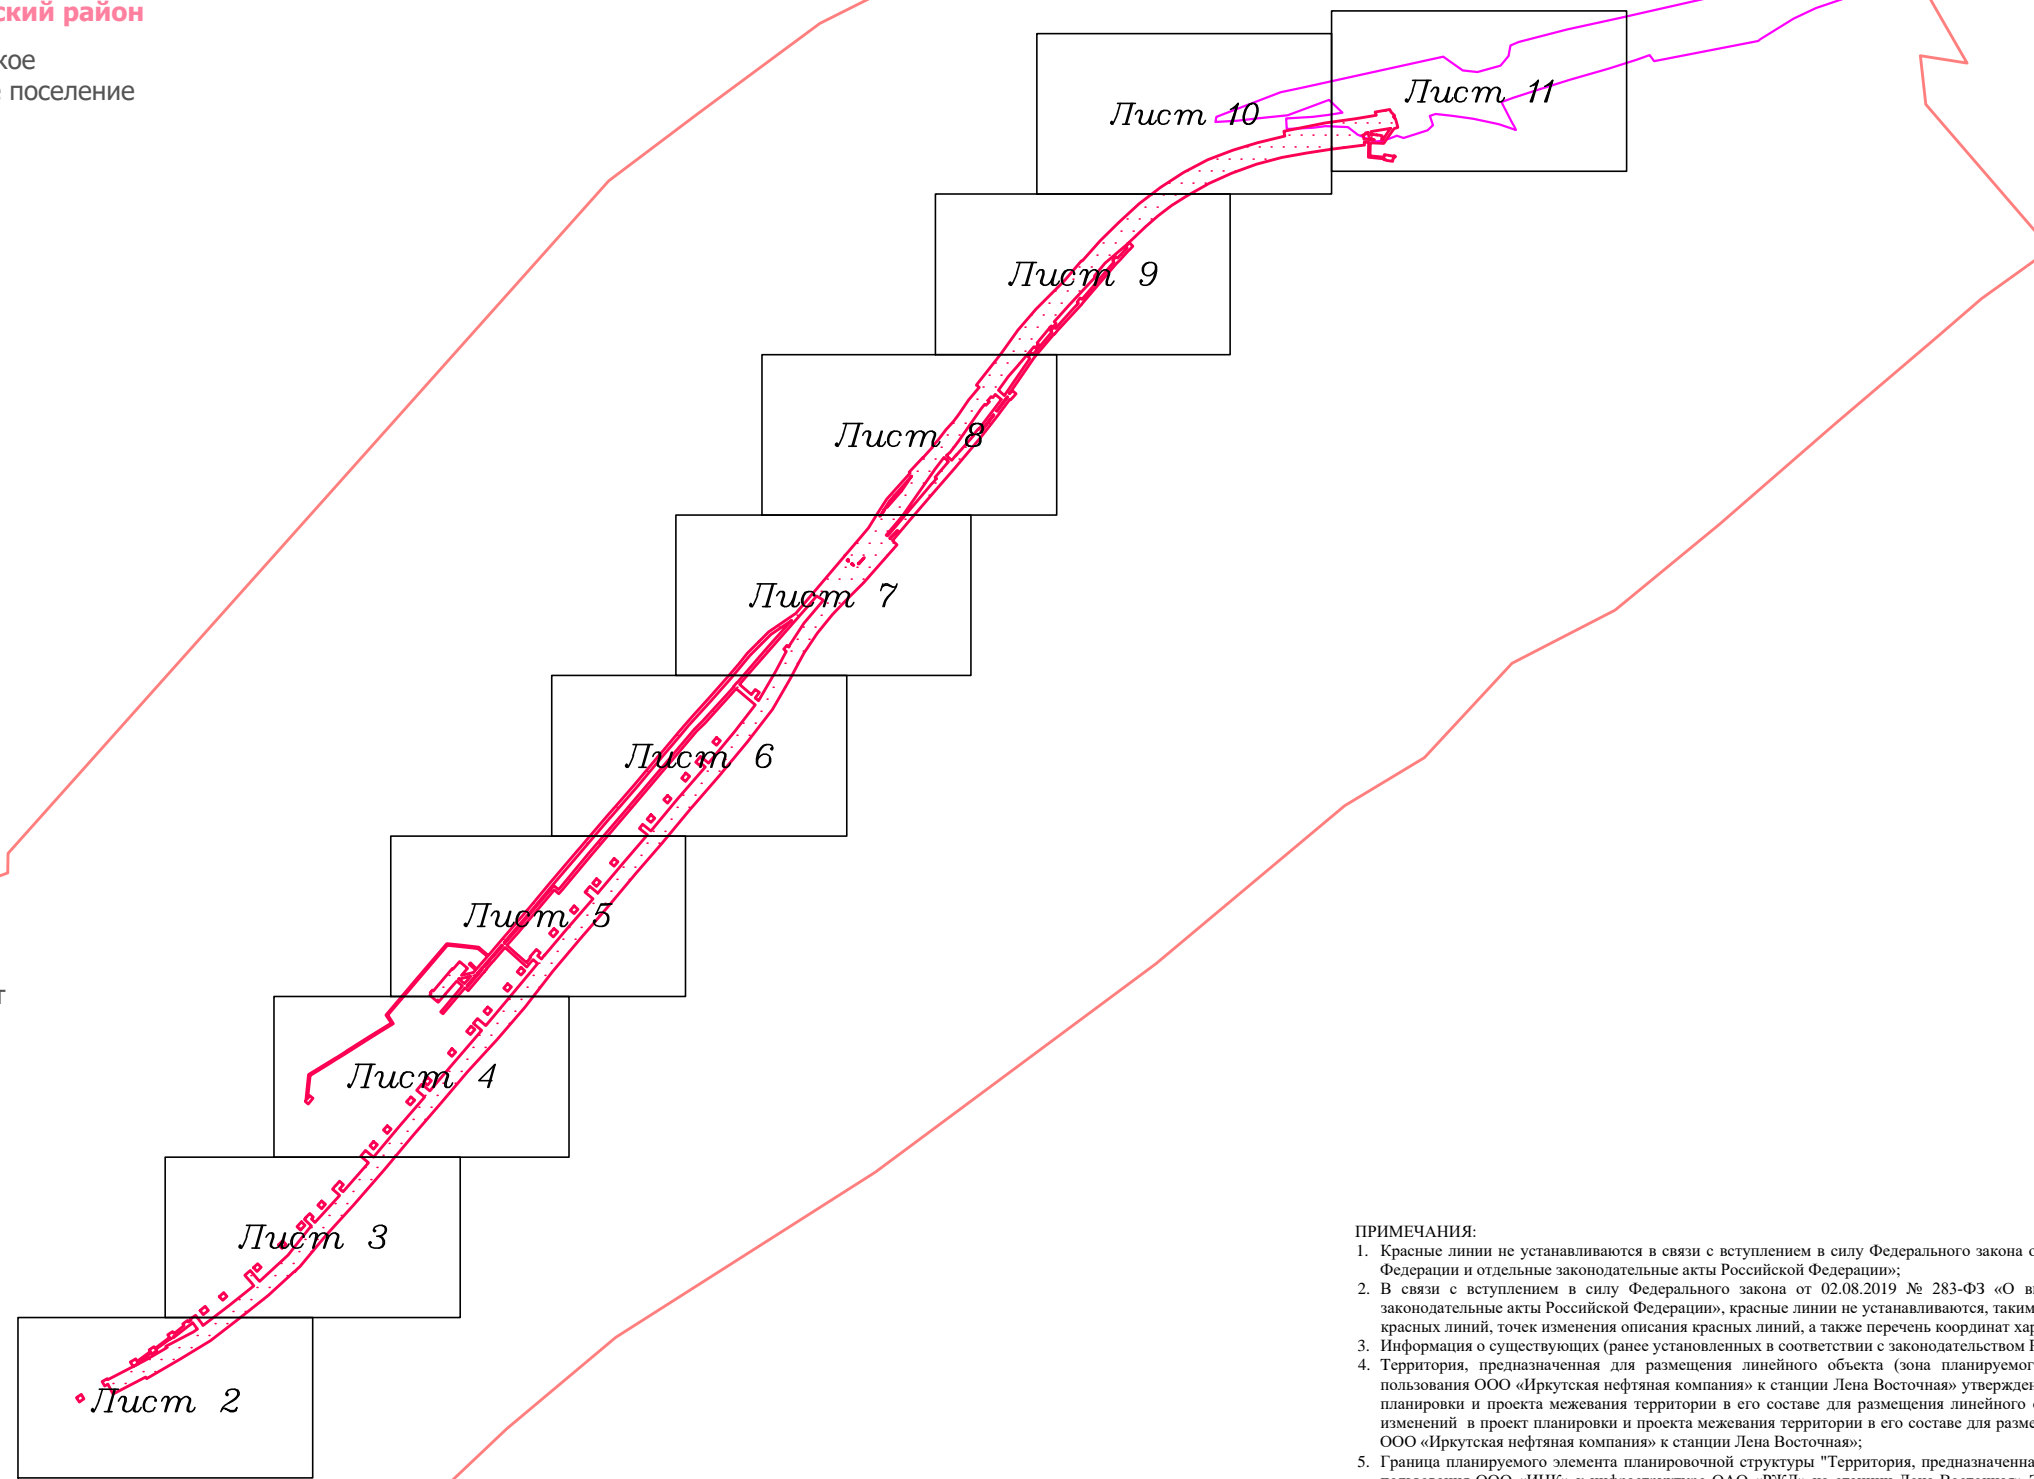 ский район
кое
поселение
Лист 11
Лист 10
Лист 9
Лист 8
Лист 7
Лист 6
Лист 5
Лист 4
Лист 3
Лист 2
ПРИМЕЧАНИЯ:
1. Красные линии не устанавливаются в связи с вступлением в силу Федерального закона о
Федерации и отдельные законодательные акты Российской Федерации»;
2. В связи с вступлением в силу Федерального закона от 02.08.2019 № 283-ФЗ «О в
законодательные акты Российской Федерации», красные линии не устанавливаются, таким
красных линий, точек изменения описания красных линий, а также перечень координат хар
3. Информация о существующих (ранее установленных в соответствии с законодательством
4. Территория, предназначенная для размещения линейного объекта (зона планируемог
пользования ООО «Иркутская нефтяная компания» к станции Лена Восточная» утвержден
планировки и проекта межевания территории в его составе для размещения линейного
изменений в проект планировки и проекта межевания территории в его составе для разме
ООО «Иркутская нефтяная компания» к станции Лена Восточная»;
5. Граница планируемого элемента планировочной структуры "Территория, предназначенна